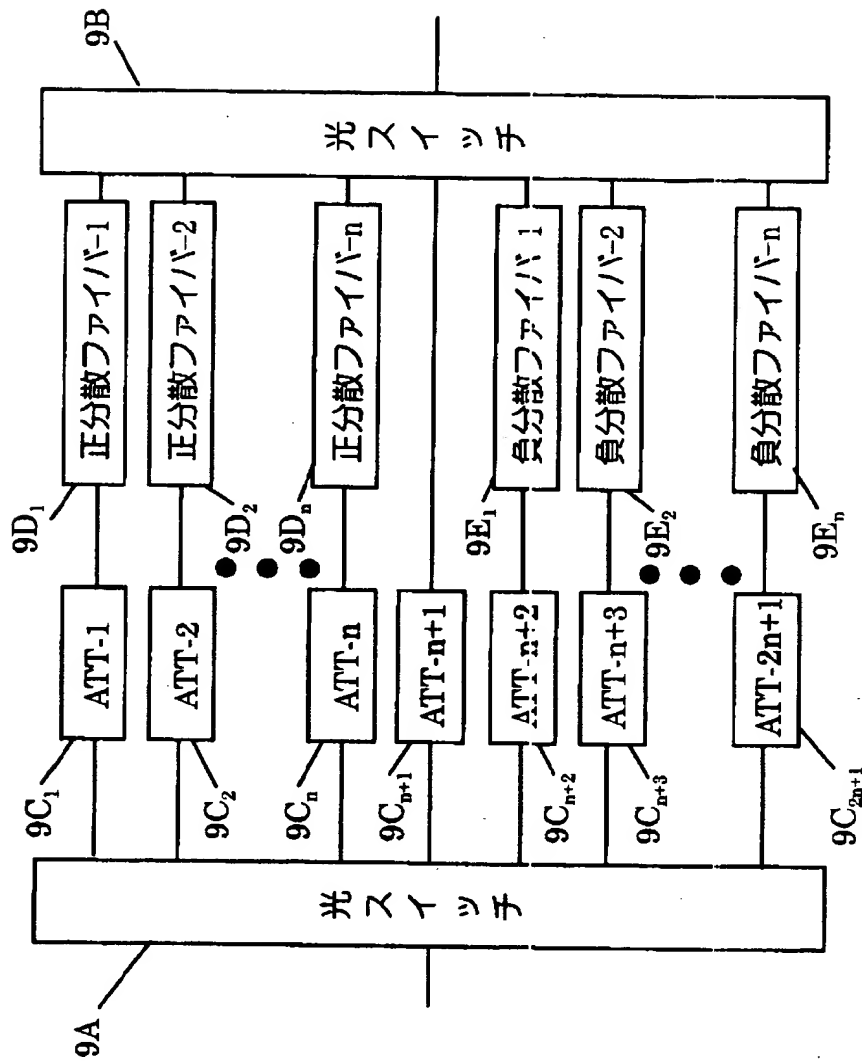 9A
光スイッチ
9C1
ATT-1
9D1
正分散ファイバ-1
9C2
ATT-2
9D2
正分散ファイバ-2
9Cn
ATT-n
9Dn
正分散ファイバ-n
9Cn+1
ATT-n+1
9Cn+2
ATT-n+2
9E1
負分散ファイバ 1
9Cn+3
ATT-n+3
9E2
負分散ファイバ-2
9C2n+1
ATT-2n+1
9En
負分散ファイバ-n
光スイッチ
9B